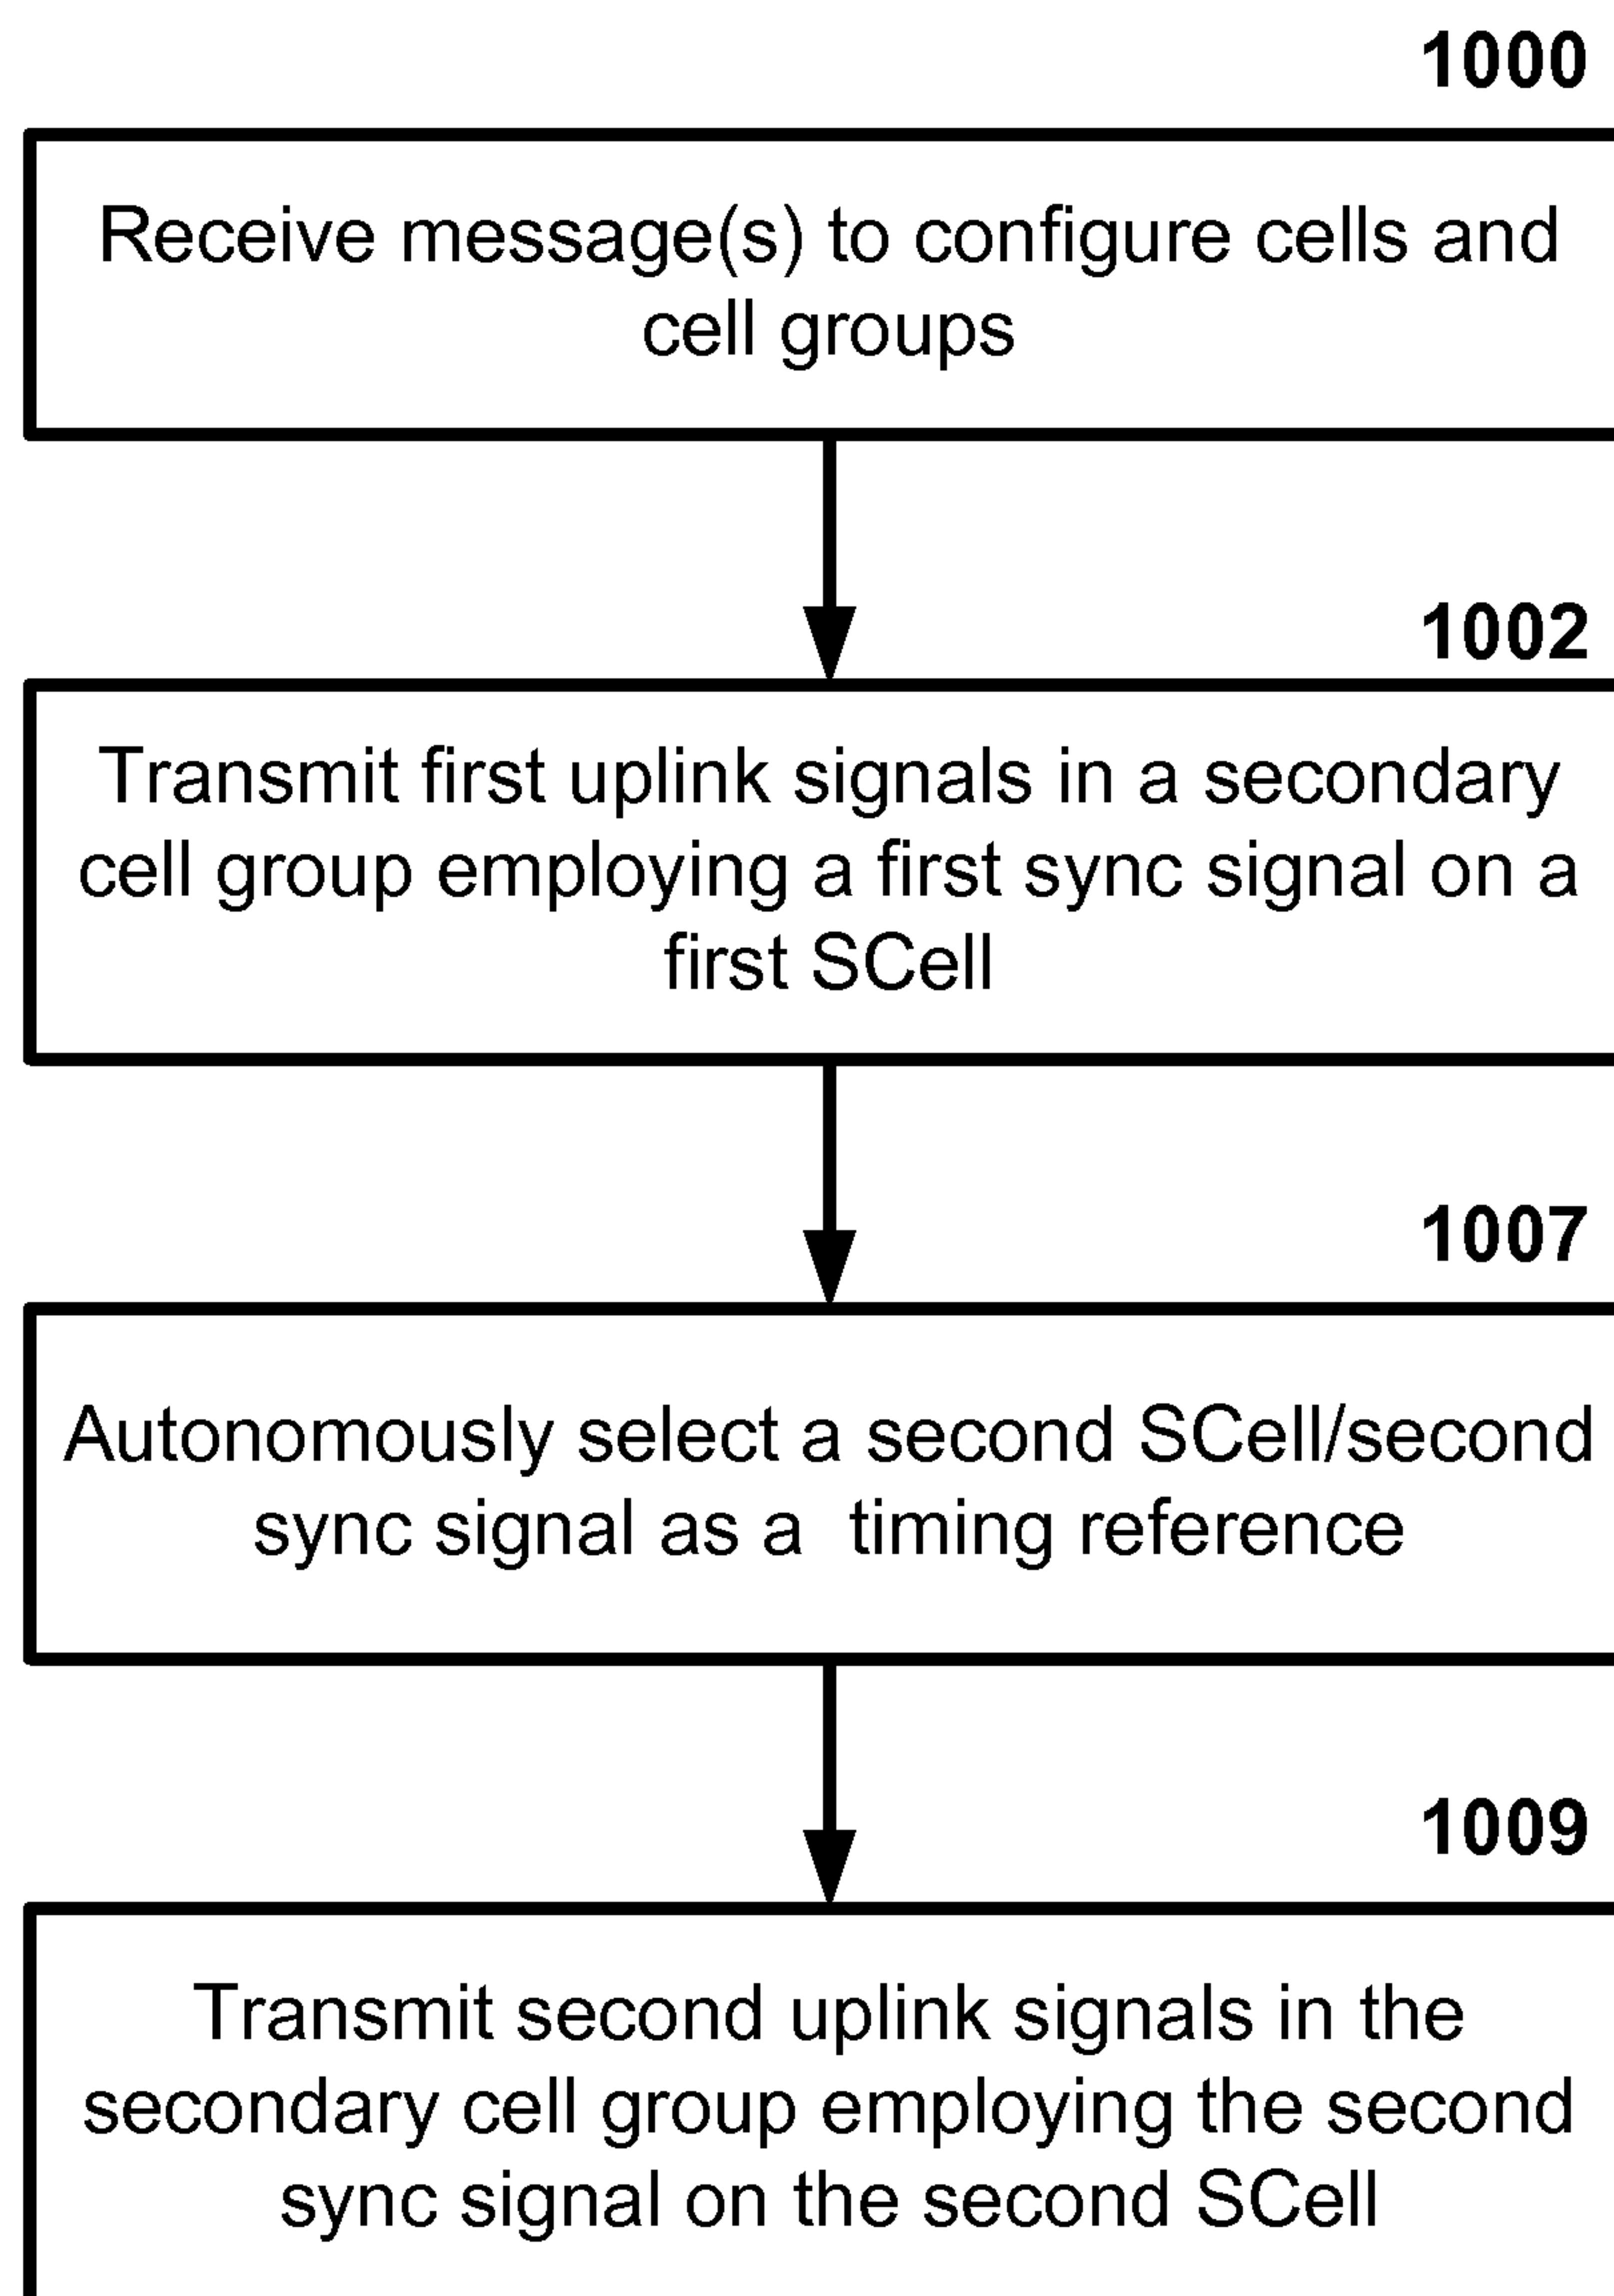 1000
Receive message(s) to configure cells and
cell groups
1002
Transmit first uplink signals in a secondary
cell group employing a first sync signal on a
first SCell
1007
Autonomously select a second SCell/second
sync signal as a  timing reference
1009
Transmit second uplink signals in the
secondary cell group employing the second
sync signal on the second SCell